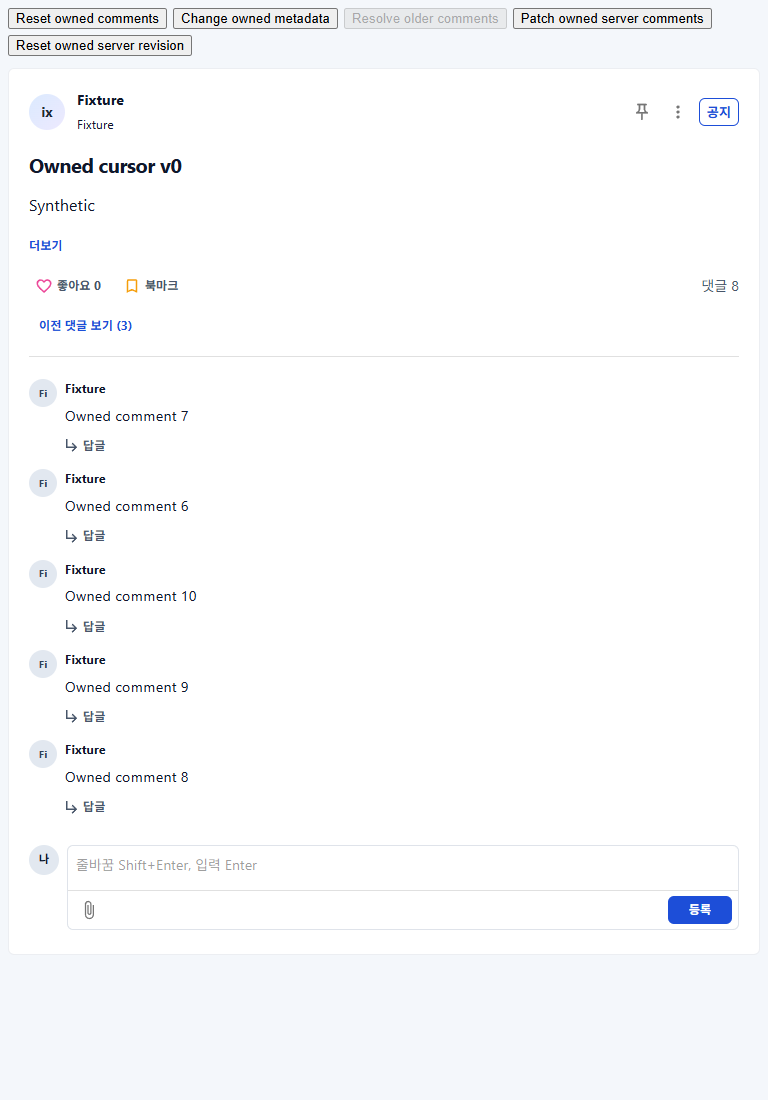 Reset owned comments Change owned metadata Resolve older comments Patch owned server comments
Reset owned server revision
ix
Fixture
Fixture
공지
Owned cursor v0
Synthetic
더보기
좋아요 0 북마크 댓글 8
이전 댓글 보기 (3)
Fi Fixture
Owned comment 7
답글
Fi Fixture
Owned comment 6
답글
Fi Fixture
Owned comment 10
답글
Fi Fixture
Owned comment 9
답글
Fi Fixture
Owned comment 8
답글
나 줄바꿈 Shift+Enter, 입력 Enter
등록